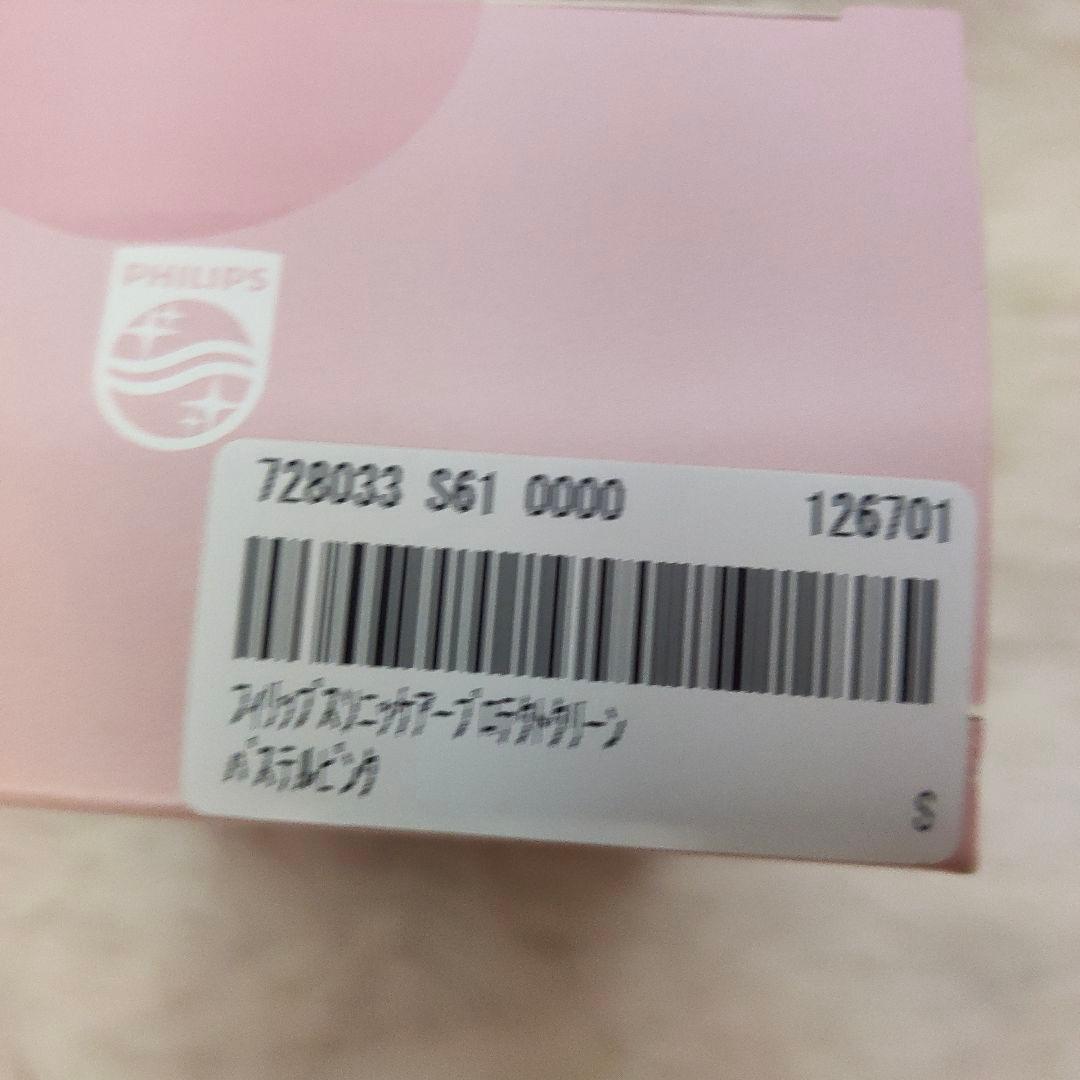 PHILIPS
728033 S61 0000 126701
フィリップスソニッケアープロテクトクリーン
パステルピンク
S